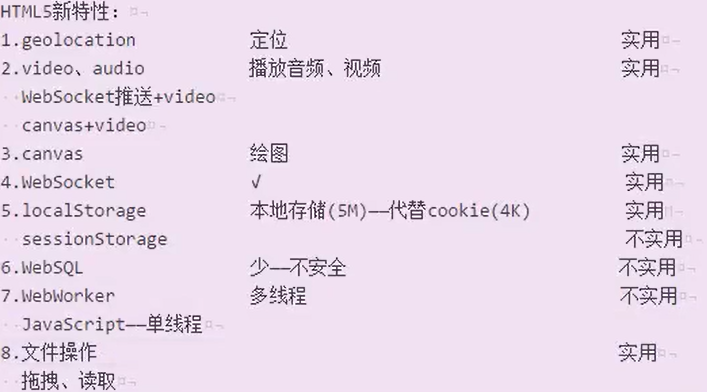 HTML5新特性：
1.geolocation 定位 实用
2.video、audio 播放音频、视频 实用
WebSocket推送+video
canvas+video
3.canvas 绘图 实用
4.WebSocket √ 实用
5.localStorage 本地存储(5M)——代替cookie(4K) 实用
sessionStorage 不实用
6.WebSQL 少——不安全 不实用
7.WebWorker 多线程 不实用
JavaScript——单线程
8.文件操作 实用
拖拽、读取